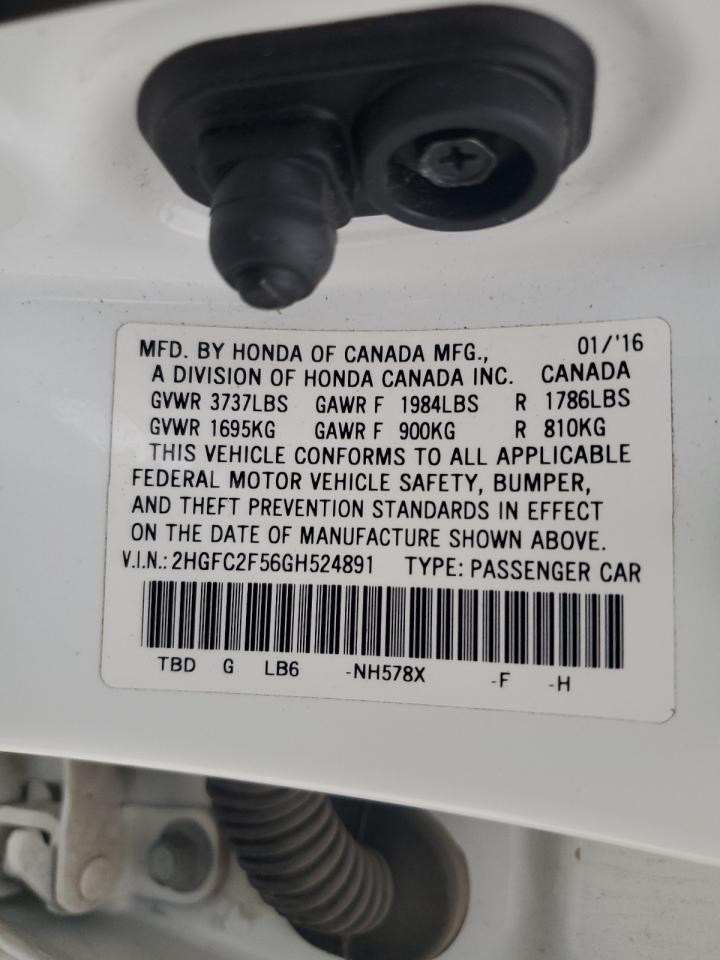 MFD. BY HONDA OF CANADA MFG., 01/'16
A DIVISION OF HONDA CANADA INC. CANADA
GVWR 3737LBS GAWR F 1984LBS R 1786LBS
GVWR 1695KG GAWR F 900KG R 810KG
THIS VEHICLE CONFORMS TO ALL APPLICABLE
FEDERAL MOTOR VEHICLE SAFETY, BUMPER,
AND THEFT PREVENTION STANDARDS IN EFFECT
ON THE DATE OF MANUFACTURE SHOWN ABOVE.
V.I.N.: 2HGFC2F56GH524891 TYPE: PASSENGER CAR
TBD G LB6 -NH578X -F -H